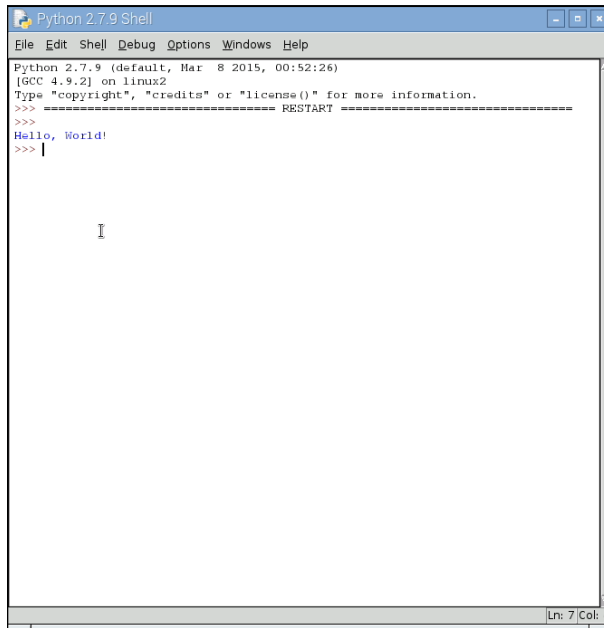 Python 2.7.9 Shell
File Edit Shell Debug Options Windows Help
Python 2.7.9 (default, Mar  8 2015, 00:52:26)
[GCC 4.9.2] on linux2
Type "copyright", "credits" or "license()" for more information.
>>> ================================ RESTART ================================
>>>
Hello, World!
>>>
Ln: 7 Col: